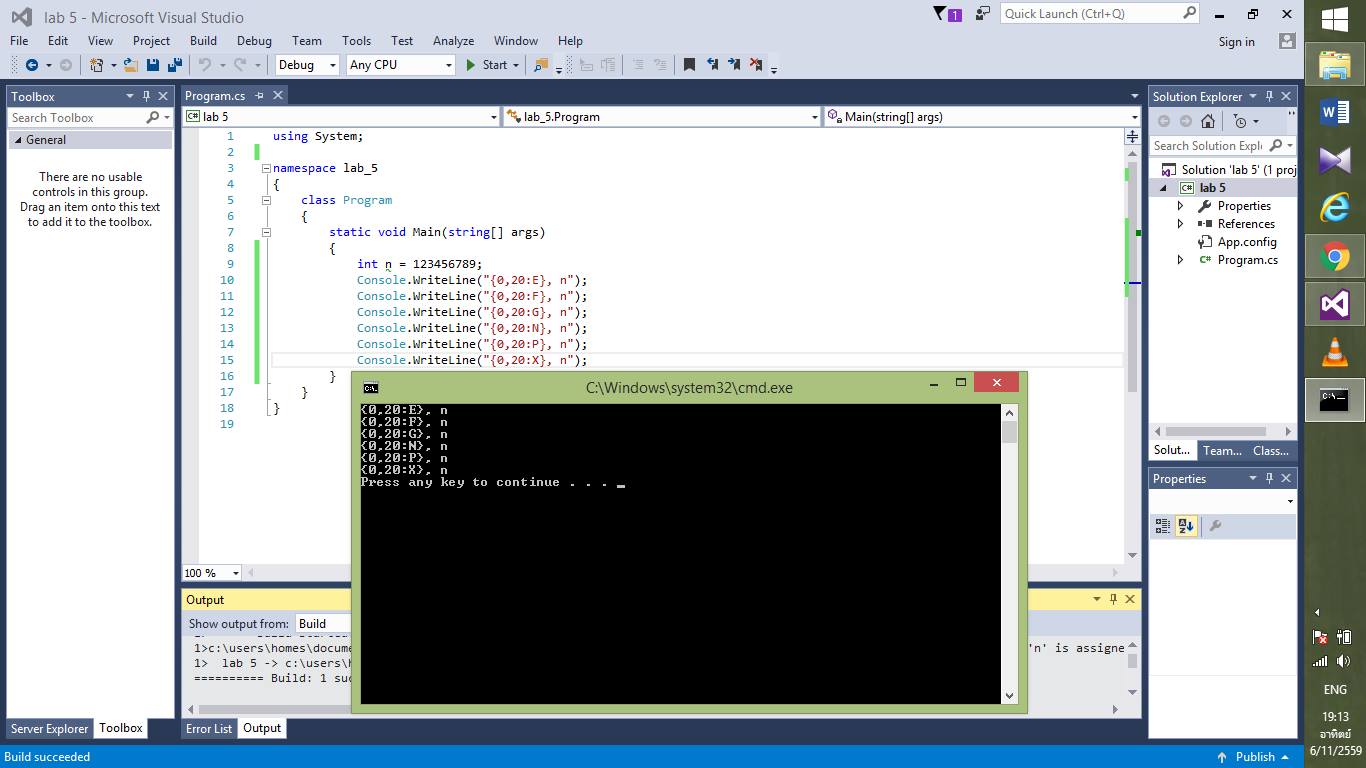 lab 5 - Microsoft Visual Studio
1
Quick Launch (Ctrl+Q)
File Edit View Project Build Debug Team Tools Test Analyze Window Help
Sign in
Debug Any CPU Start
Toolbox
Search Toolbox
General
There are no usable
controls in this group.
Drag an item onto this text
to add it to the toolbox.
Server Explorer Toolbox
Program.cs
C# lab 5 lab_5.Program Main(string[] args)
1 using System;
2
3 namespace lab_5
4 {
5 class Program
6 {
7 static void Main(string[] args)
8 {
9 int n = 123456789;
10 Console.WriteLine("{0,20:E}, n");
11 Console.WriteLine("{0,20:F}, n");
12 Console.WriteLine("{0,20:G}, n");
13 Console.WriteLine("{0,20:N}, n");
14 Console.WriteLine("{0,20:P}, n");
15 Console.WriteLine("{0,20:X}, n");
16 }
17 }
18 }
19
100 %
C:\Windows\system32\cmd.exe
{0,20:E}, n
{0,20:F}, n
{0,20:G}, n
{0,20:N}, n
{0,20:P}, n
{0,20:X}, n
Press any key to continue . . . _
Output
Show output from: Build
1>c:\users\homes\docume 'n' is assigne
1> lab 5 -> c:\users\h
========== Build: 1 suc
Error List Output
Solution Explorer
Search Solution Expl
Solution 'lab 5' (1 proj
C# lab 5
Properties
References
App.config
C# Program.cs
Solut... Team... Class...
Properties
Build succeeded
Publish
ENG
19:13
อาทิตย์
6/11/2559